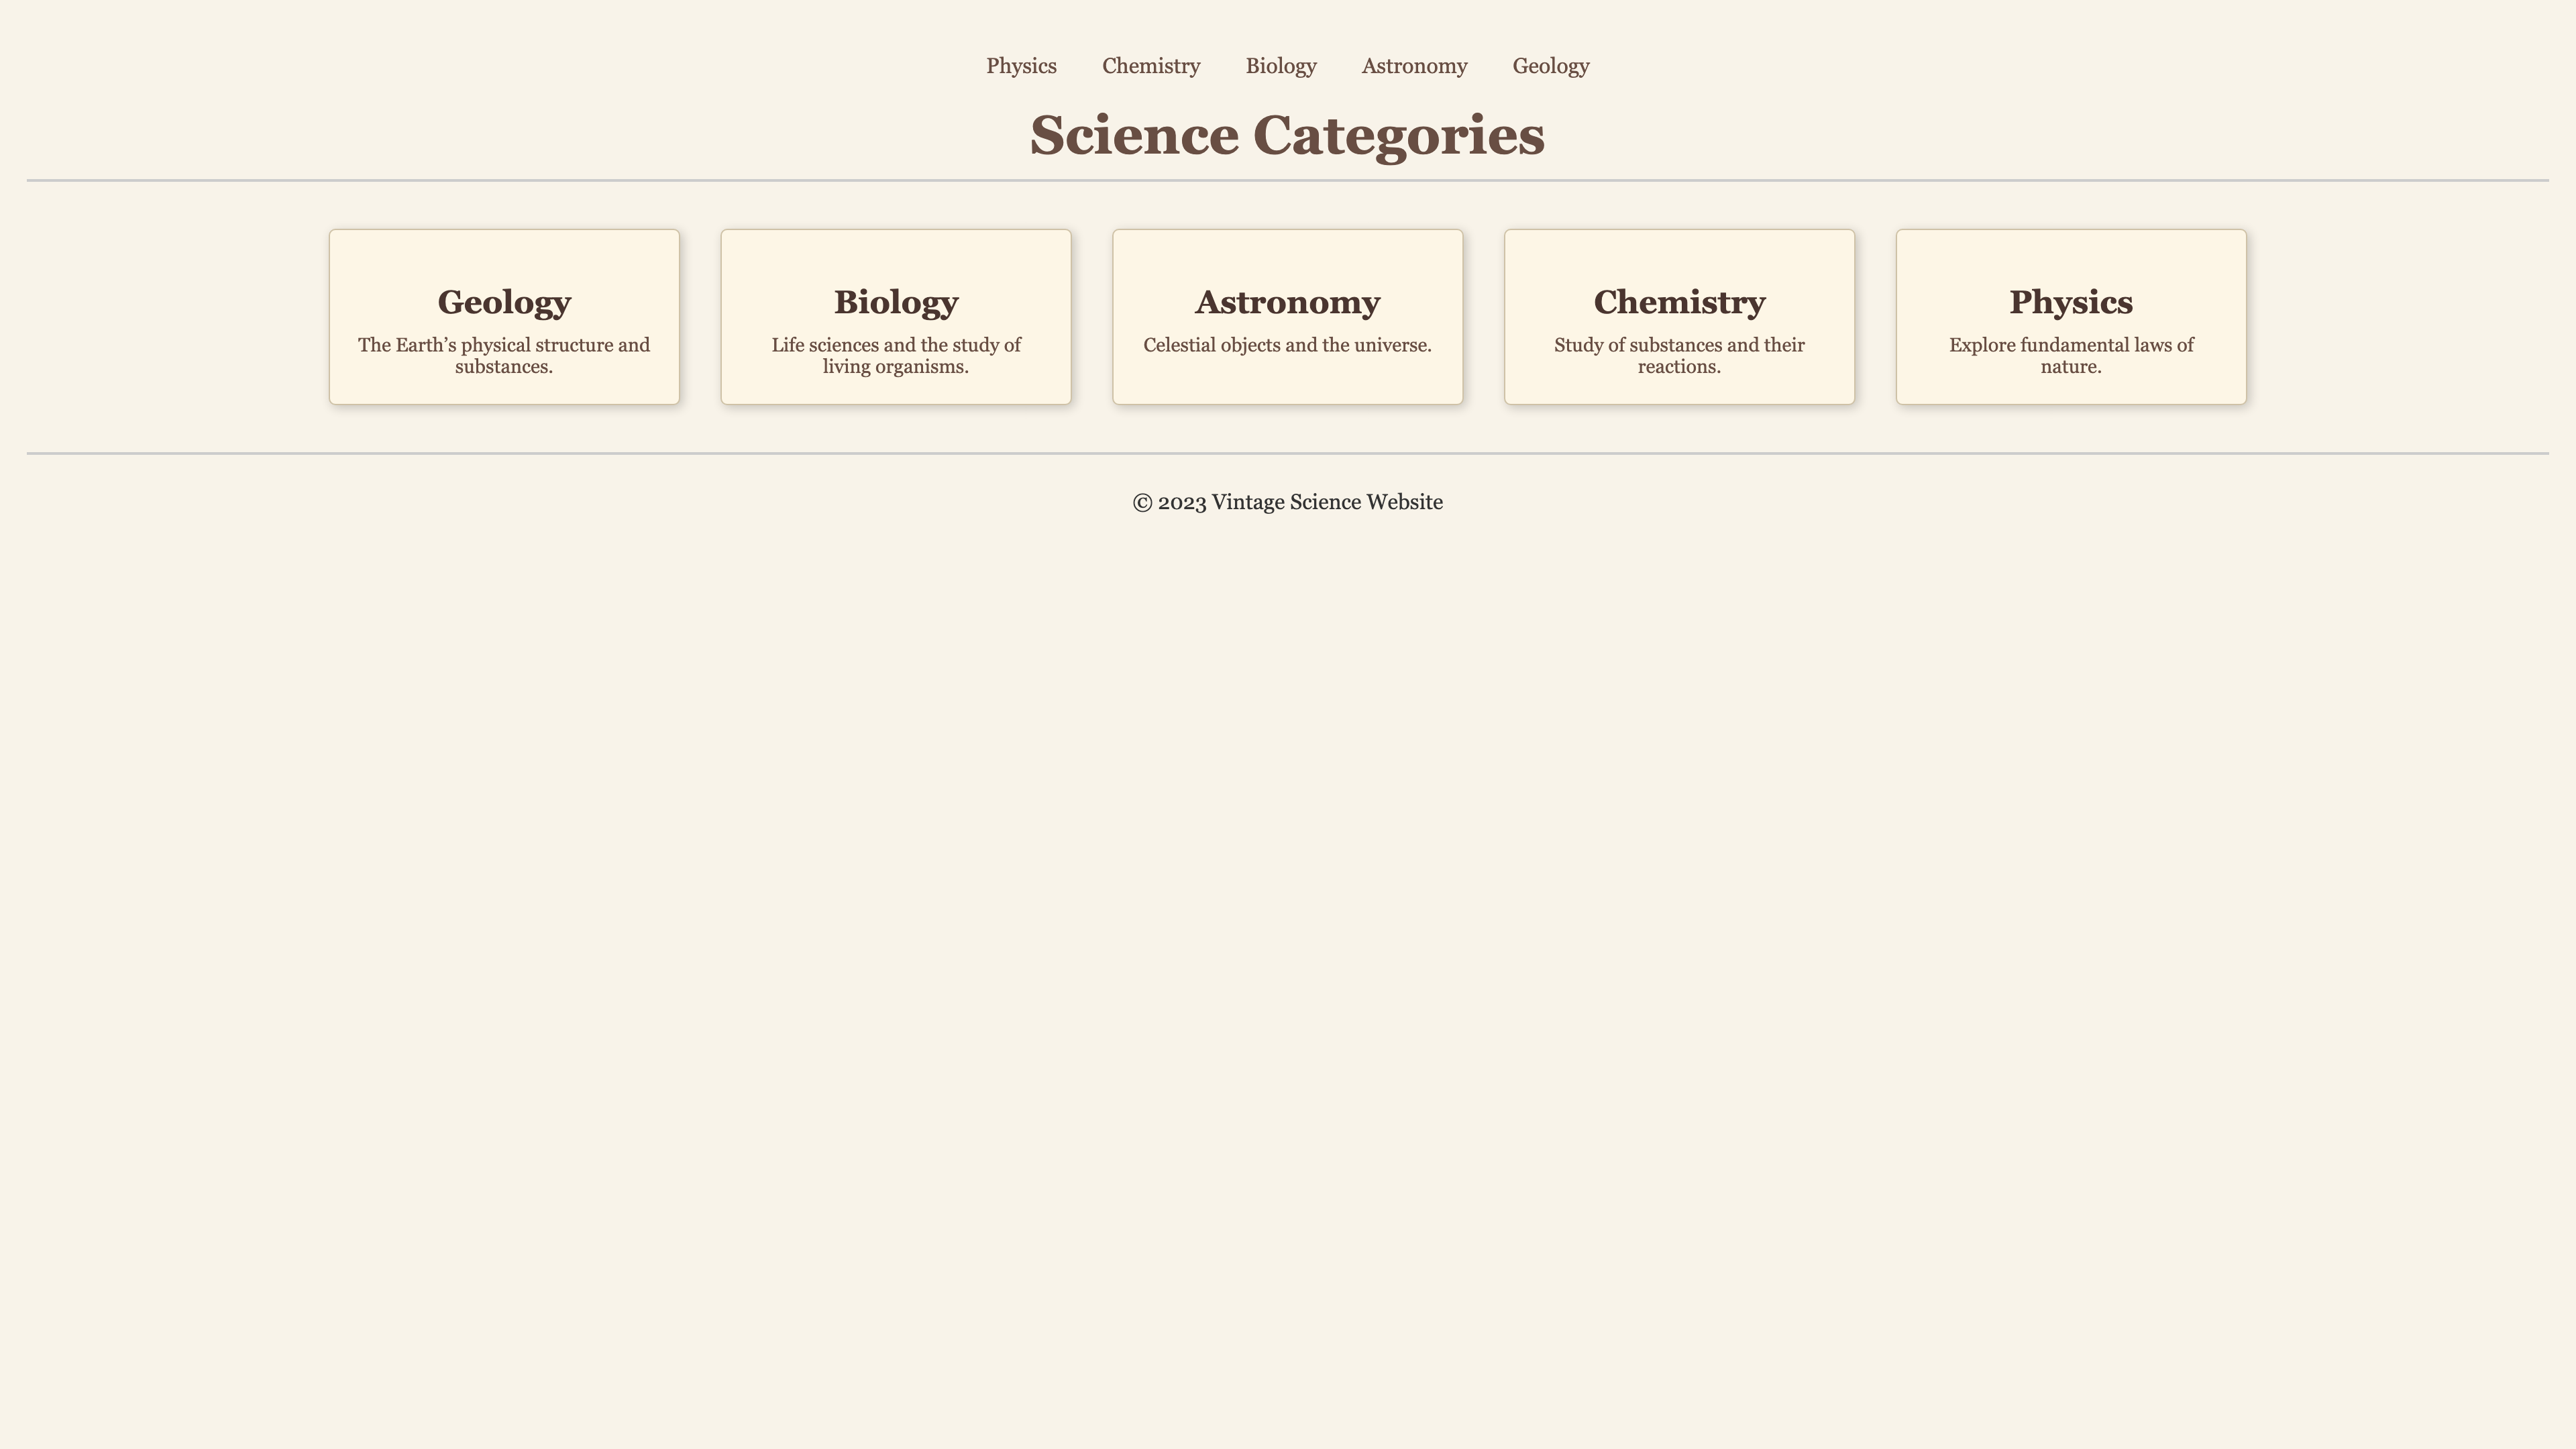 Physics Chemistry Biology Astronomy Geology
Science Categories
Geology
The Earth’s physical structure and
substances.
Biology
Life sciences and the study of
living organisms.
Astronomy
Celestial objects and the universe.
Chemistry
Study of substances and their
reactions.
Physics
Explore fundamental laws of
nature.
© 2023 Vintage Science Website